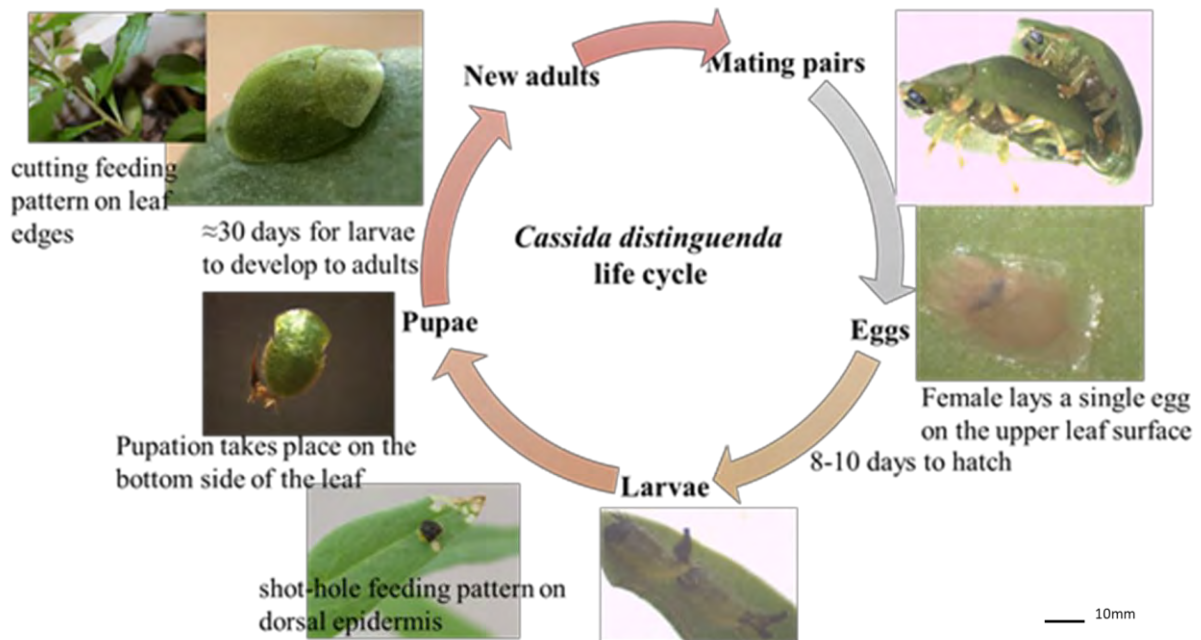 New adults
Mating pairs
cutting feeding
pattern on leaf
edges
≈30 days for larvae
to develop to adults
Cassida distinguenda
life cycle
Pupae
Eggs
Female lays a single egg
on the upper leaf surface
8-10 days to hatch
Pupation takes place on the
bottom side of the leaf
Larvae
shot-hole feeding pattern on
dorsal epidermis
10mm